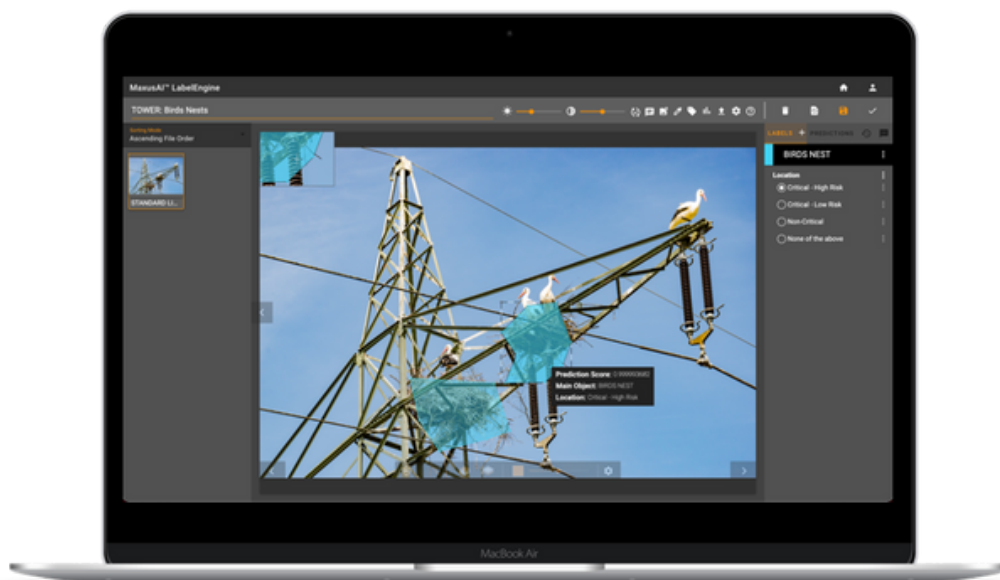 MaxusAI™ LabelEngine
TOWER: Birds Nests
Sorting Mode
Ascending File Order
STANDARD LI...
LABELS +
PREDICTIONS
BIRDS NEST
Location
Critical - High Risk
Critical - Low Risk
Non-Critical
None of the above
Prediction Score:
Main Object: BIRDS NEST
Location: Critical - High Risk
MacBook Air